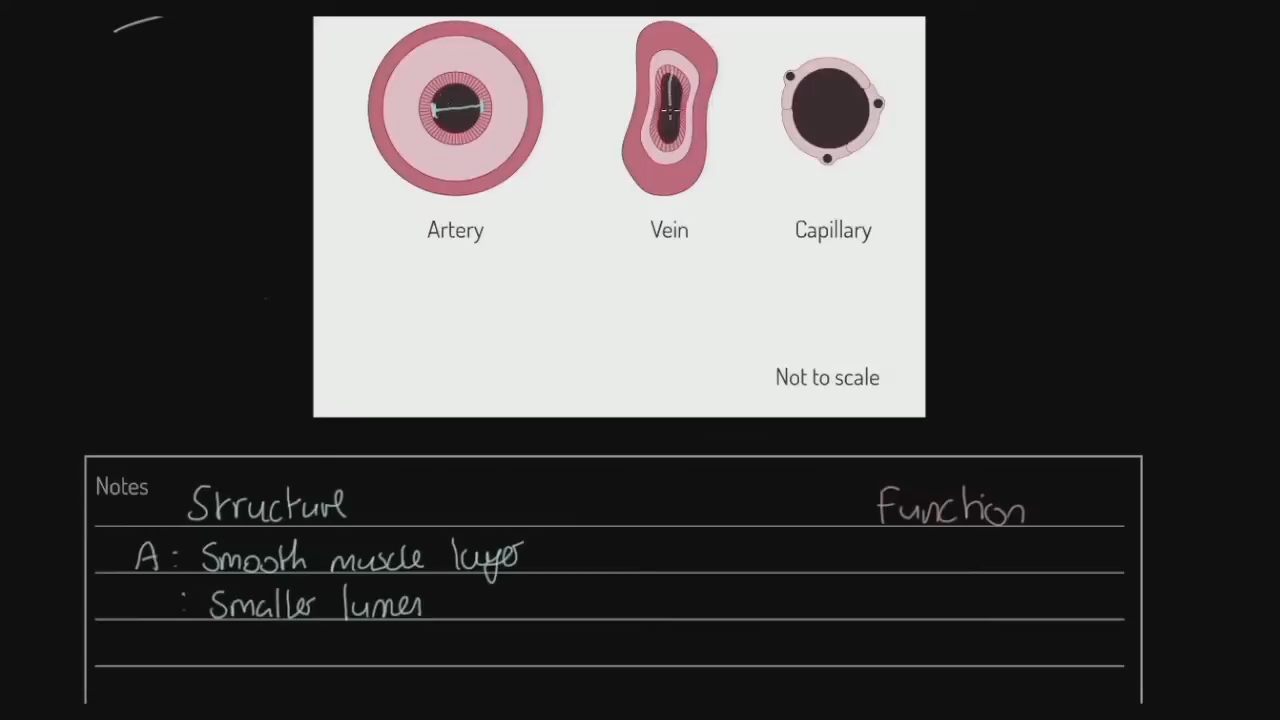 Artery Vein Capillary
Not to scale
Notes Structure Function
A: Smooth muscle layer
: Smaller lumen